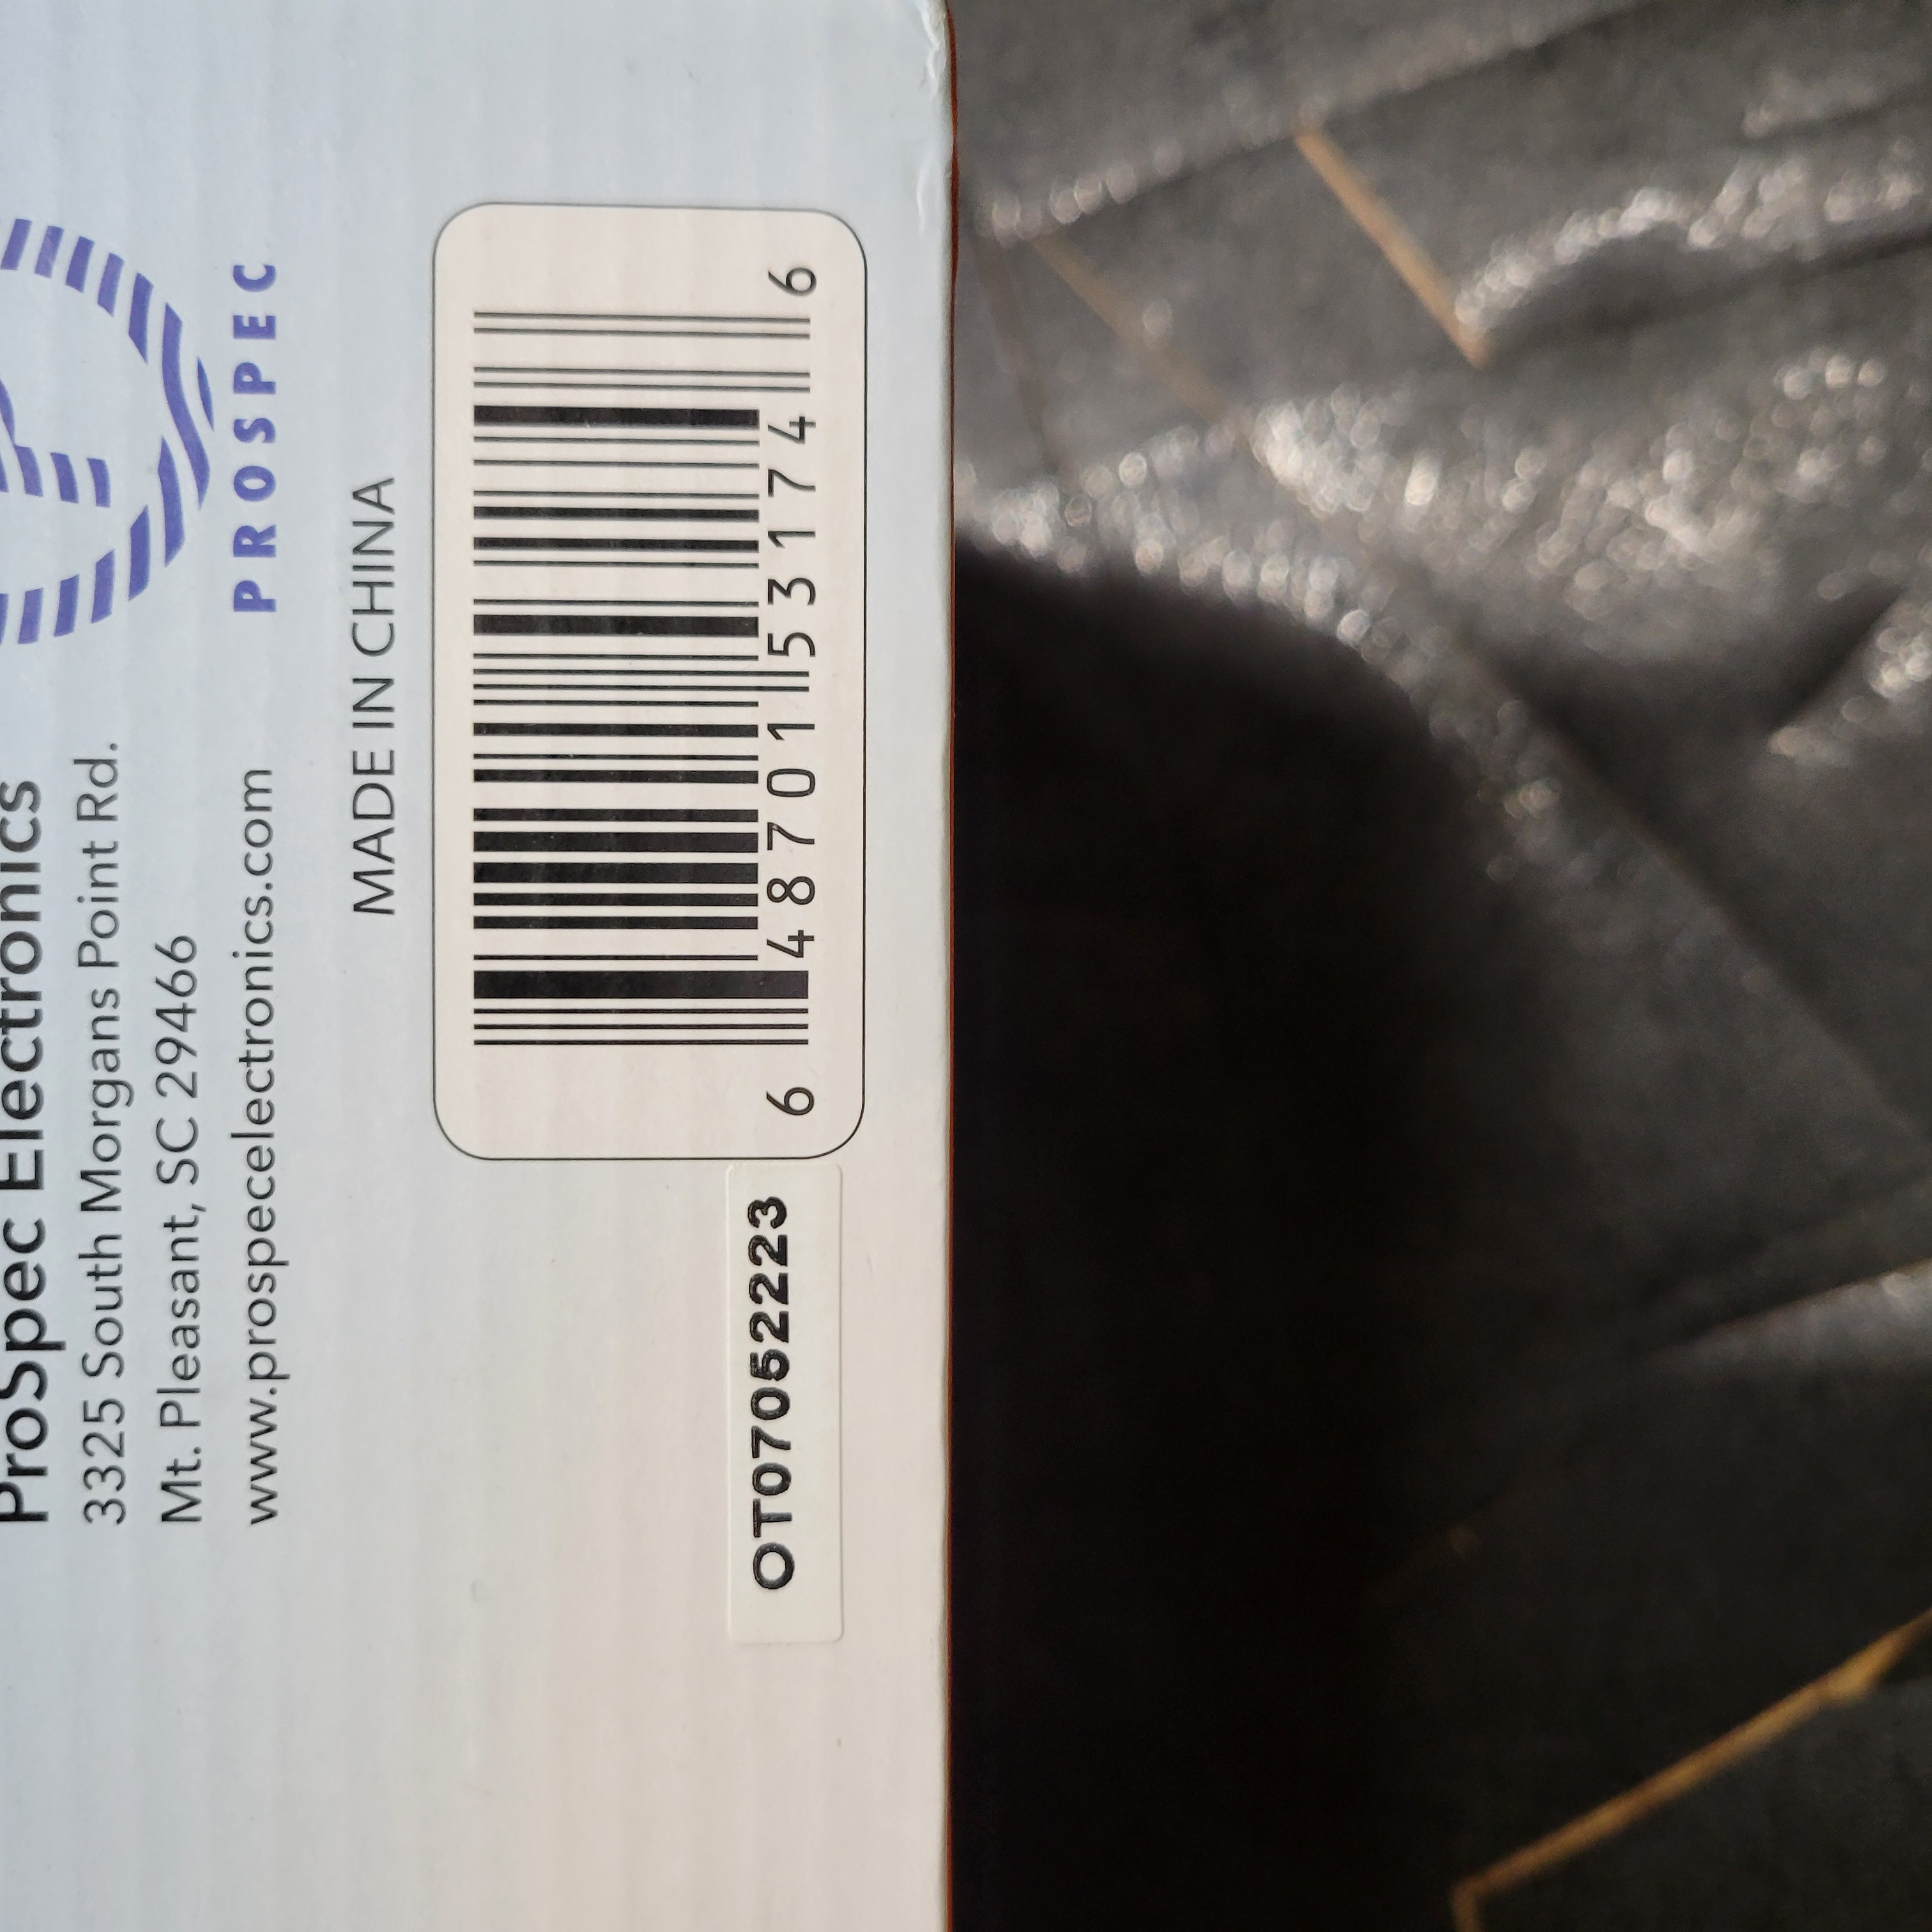 ProSpec Electronics
3325 South Morgans Point Rd.
Mt. Pleasant, SC 29466
www.prospecelectronics.com
PROSPEC
MADE IN CHINA
6 48701 53174 6
OT07052223